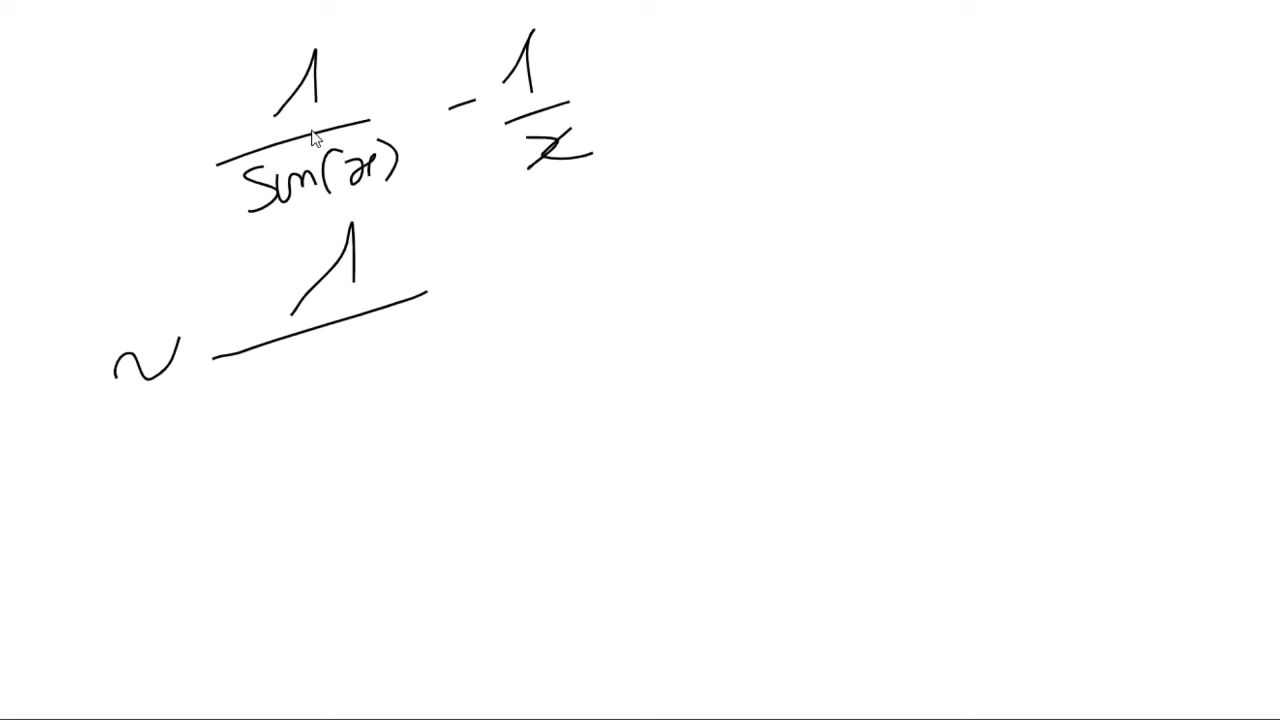 1/sin(x) - 1/x
~ 1/